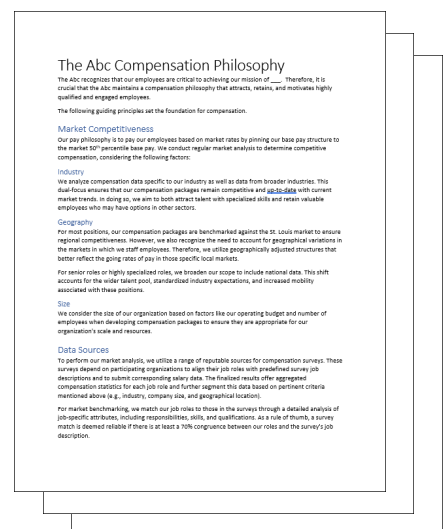 The Abc Compensation Philosophy
The Abc recognizes that our employees are critical to achieving our mission of ___. Therefore, it is
crucial that the Abc maintains a compensation philosophy that attracts, retains, and motivates highly
qualified and engaged employees.
The following guiding principles set the foundation for compensation.
Market Competitiveness
Our pay philosophy is to pay our employees based on market rates by pinning our base pay structure to
the market 50th percentile base pay. We conduct regular market analysis to determine competitive
compensation, considering the following factors:
Industry
We analyze compensation data specific to our industry as well as data from broader industries. This
dual-focus ensures that our compensation packages remain competitive and up-to-date with current
market trends. In doing so, we aim to both attract talent with specialized skills and retain valuable
employees who may have options in other sectors.
Geography
For most positions, our compensation packages are benchmarked against the St. Louis market to ensure
regional competitiveness. However, we also recognize the need to account for geographical variations in
the markets in which we staff employees. Therefore, we utilize geographically adjusted structures that
better reflect the going rates of pay in those specific local markets.
For senior roles or highly specialized roles, we broaden our scope to include national data. This shift
accounts for the wider talent pool, standardized industry expectations, and increased mobility
associated with these positions.
Size
We consider the size of our organization based on factors like our operating budget and number of
employees when developing compensation packages to ensure they are appropriate for our
organization's scale and resources.
Data Sources
To perform our market analysis, we utilize a range of reputable sources for compensation surveys. These
surveys depend on participating organizations to align their job roles with predefined survey job
descriptions and to submit corresponding salary data. The finalized results offer aggregated
compensation statistics for each job role and further segment this data based on pertinent criteria
mentioned above (e.g., industry, company size, and geographical location).
For market benchmarking, we match our job roles to those in the surveys through a detailed analysis of
job-specific attributes, including responsibilities, skills, and qualifications. As a rule of thumb, a survey
match is deemed reliable if there is at least a 70% congruence between our roles and the survey's job
description.